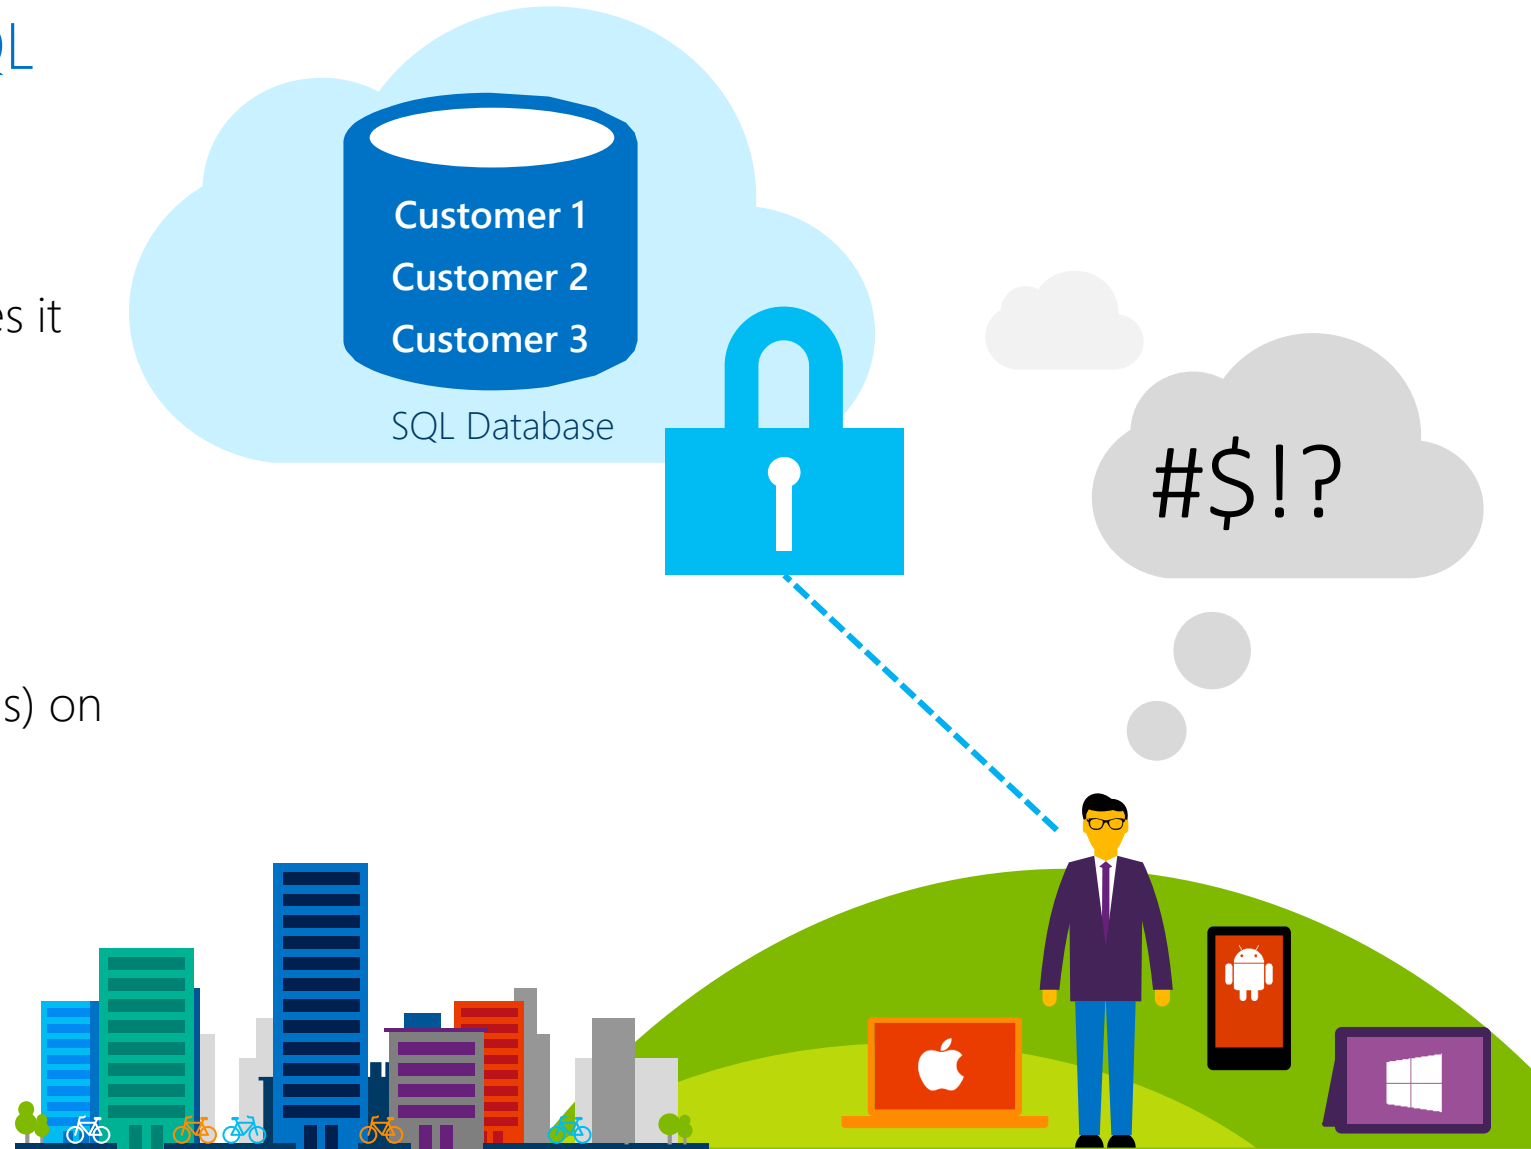 QL
Customer 1
Customer 2
es it
Customer 3
SQL Database
#$!?
s) on